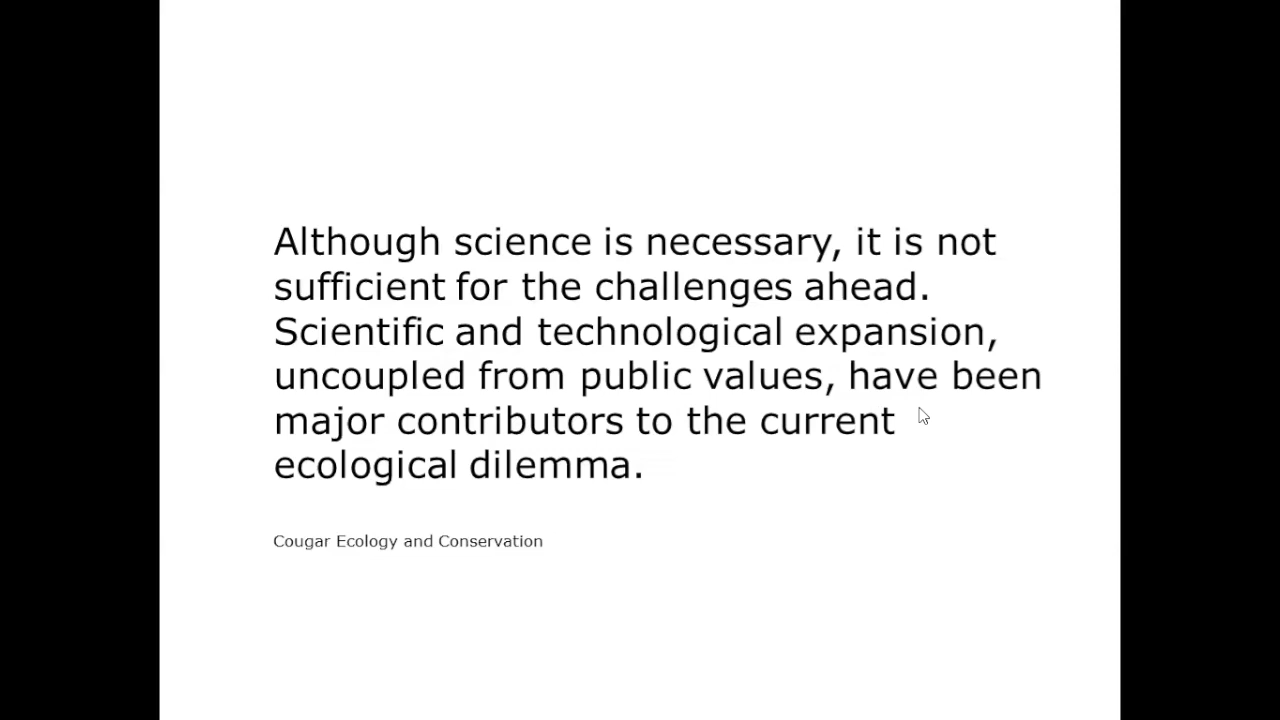 Although science is necessary, it is not
sufficient for the challenges ahead.
Scientific and technological expansion,
uncoupled from public values, have been
major contributors to the current
ecological dilemma.
Cougar Ecology and Conservation